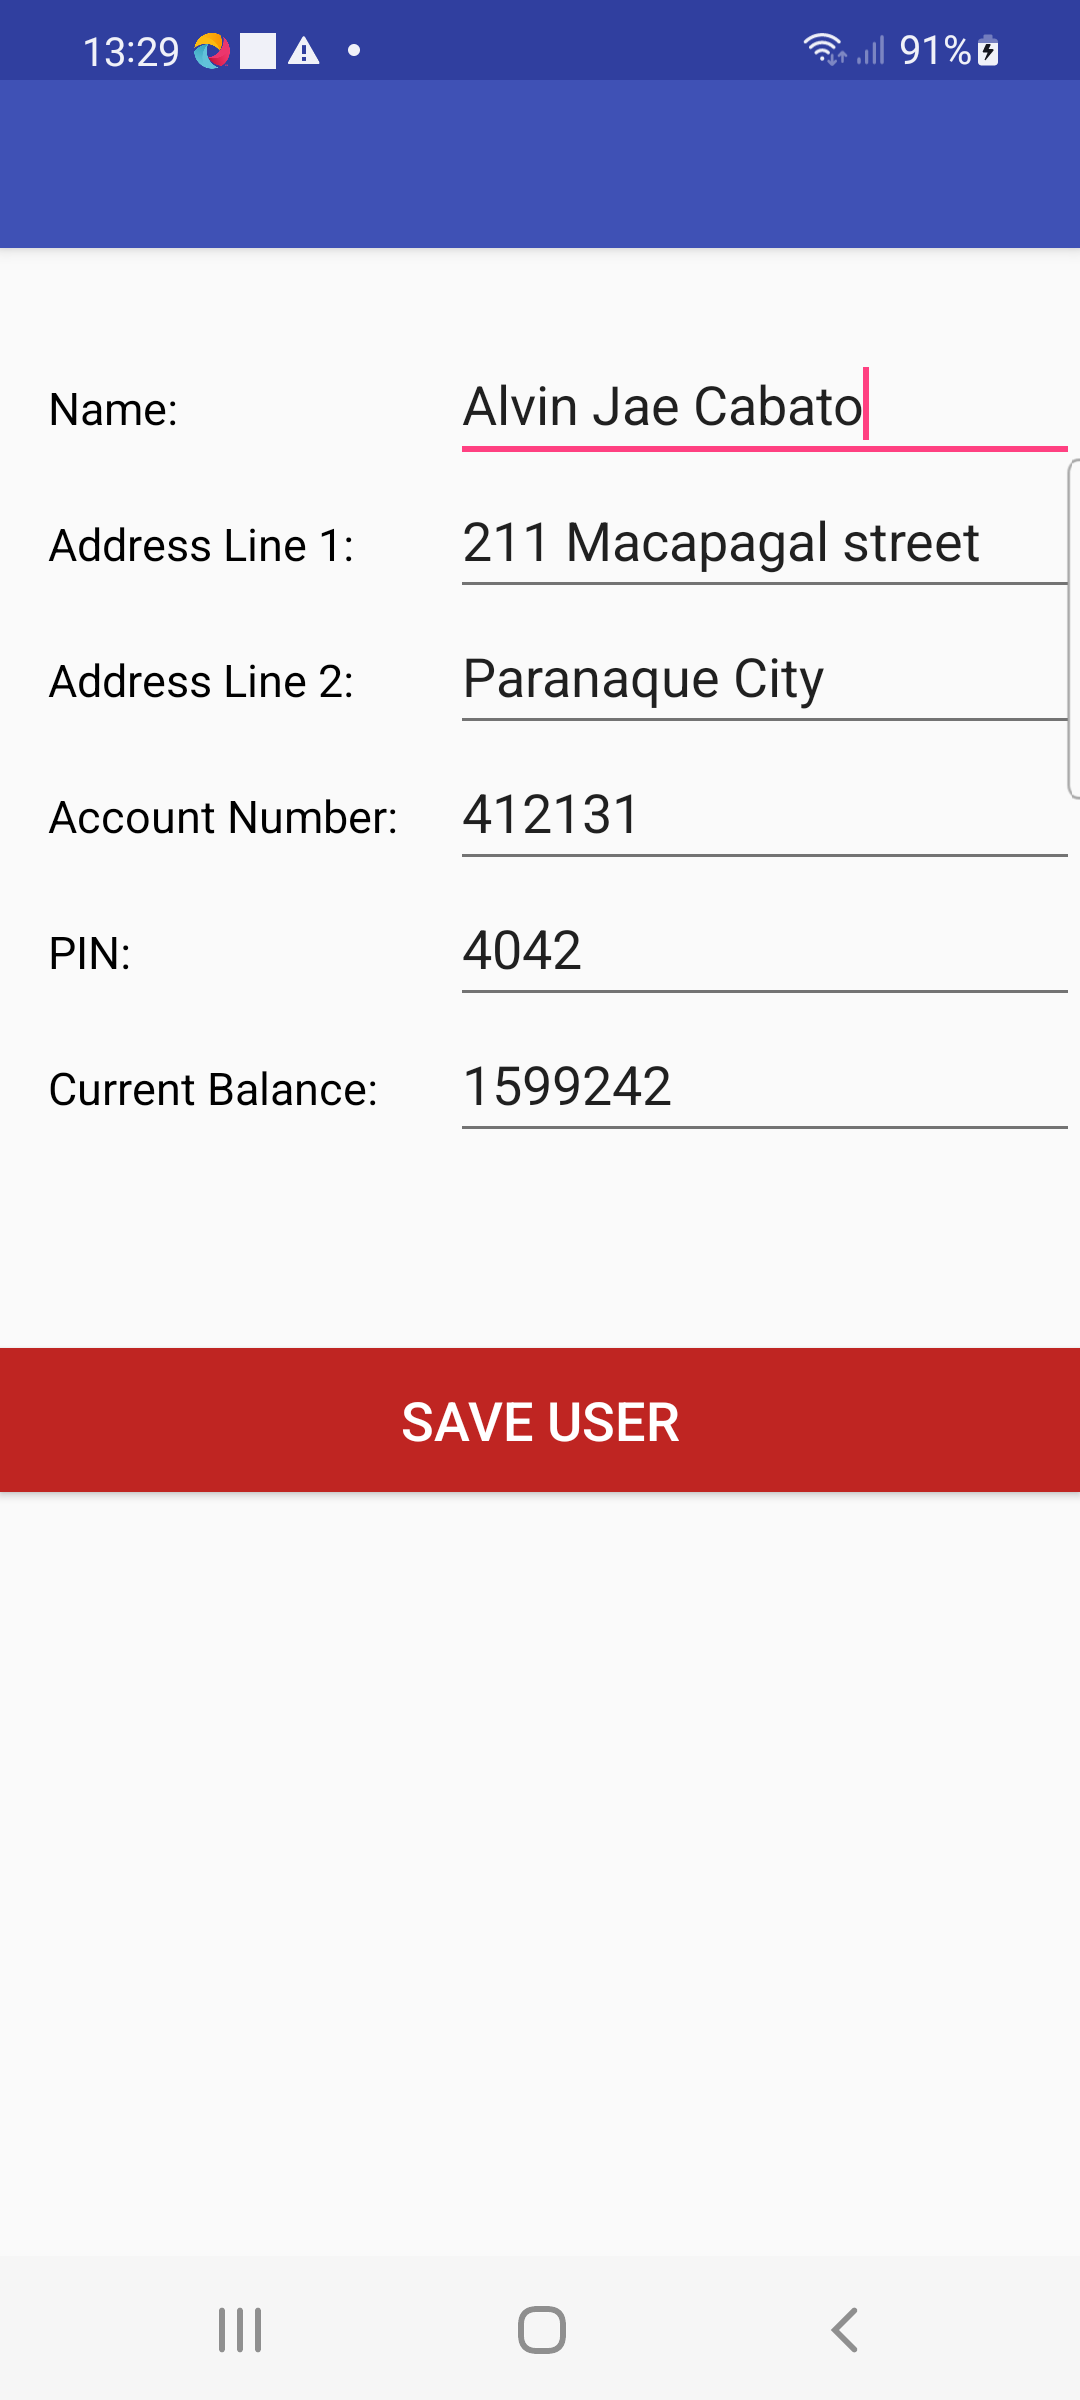 13:29 91%
Name: Alvin Jae Cabato
Address Line 1: 211 Macapagal street
Address Line 2: Paranaque City
Account Number: 412131
PIN: 4042
Current Balance: 1599242
SAVE USER